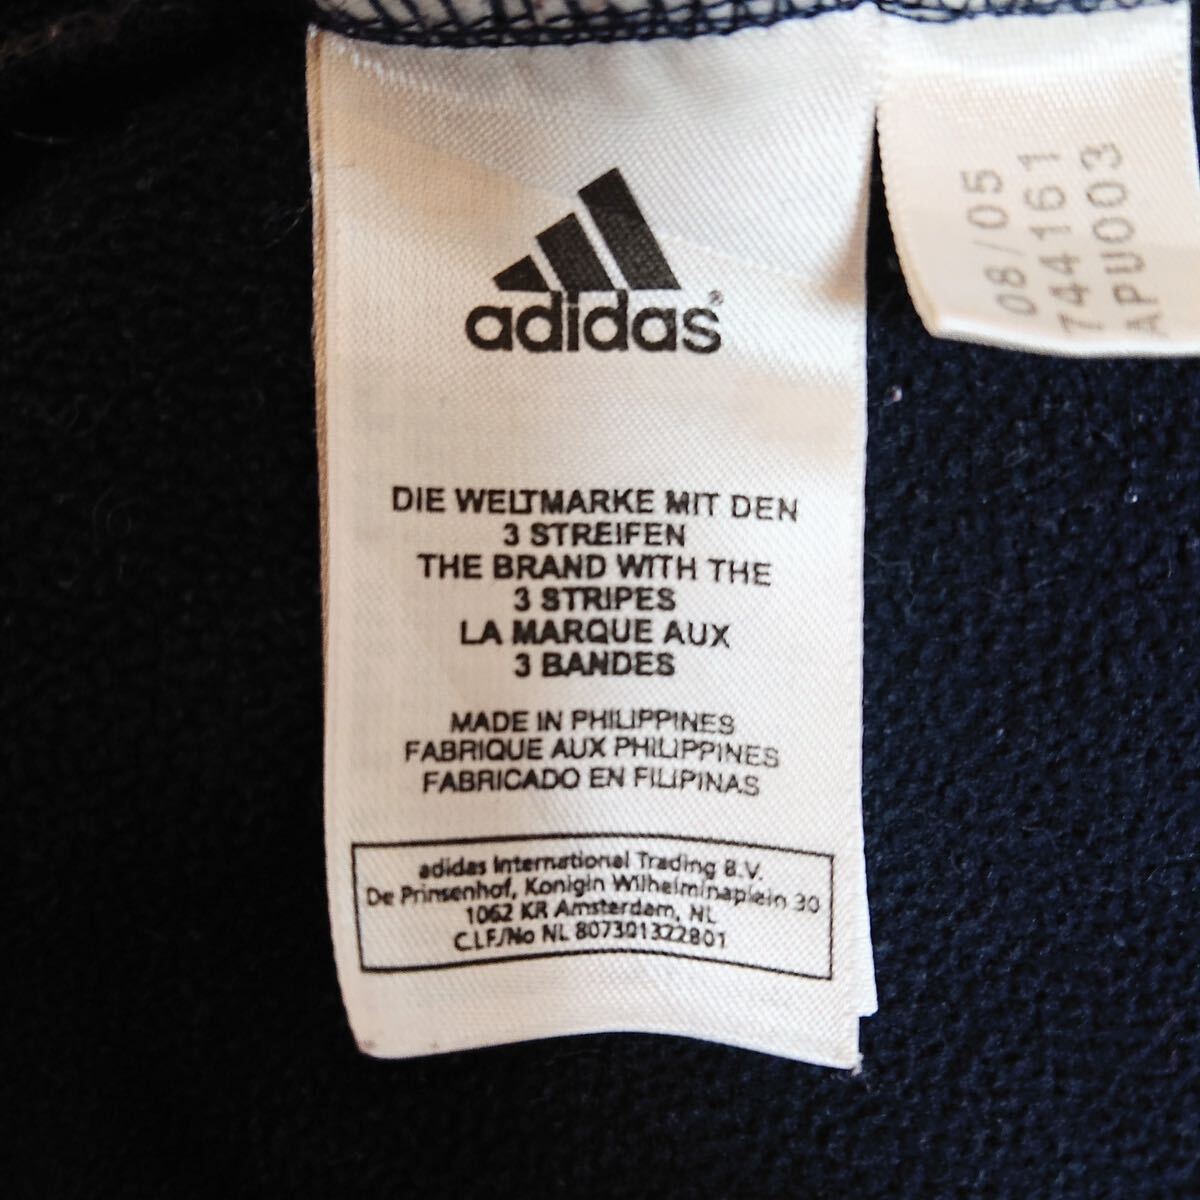 adidas®
DIE WELTMARKE MIT DEN
3 STREIFEN
THE BRAND WITH THE
3 STRIPES
LA MARQUE AUX
3 BANDES
MADE IN PHILIPPINES
FABRIQUE AUX PHILIPPINES
FABRICADO EN FILIPINAS
adidas International Trading B.V.
De Prinsenhof, Konigin Wilhelminaplein 30
1062 KR Amsterdam, NL
C.I.F./No NL 807301322B01
08/05
744161
APU003